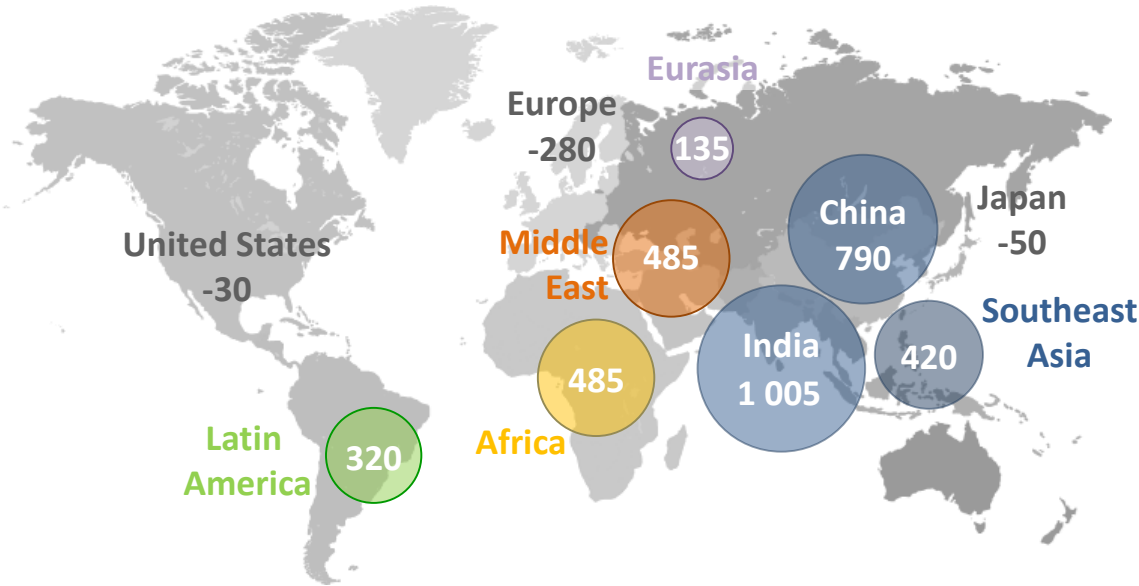 Eurasia
Europe
-280
135
China
790
Japan
-50
United States
-30
Middle
East
485
Southeast
Asia
India
1 005
420
485
Africa
Latin
America
320